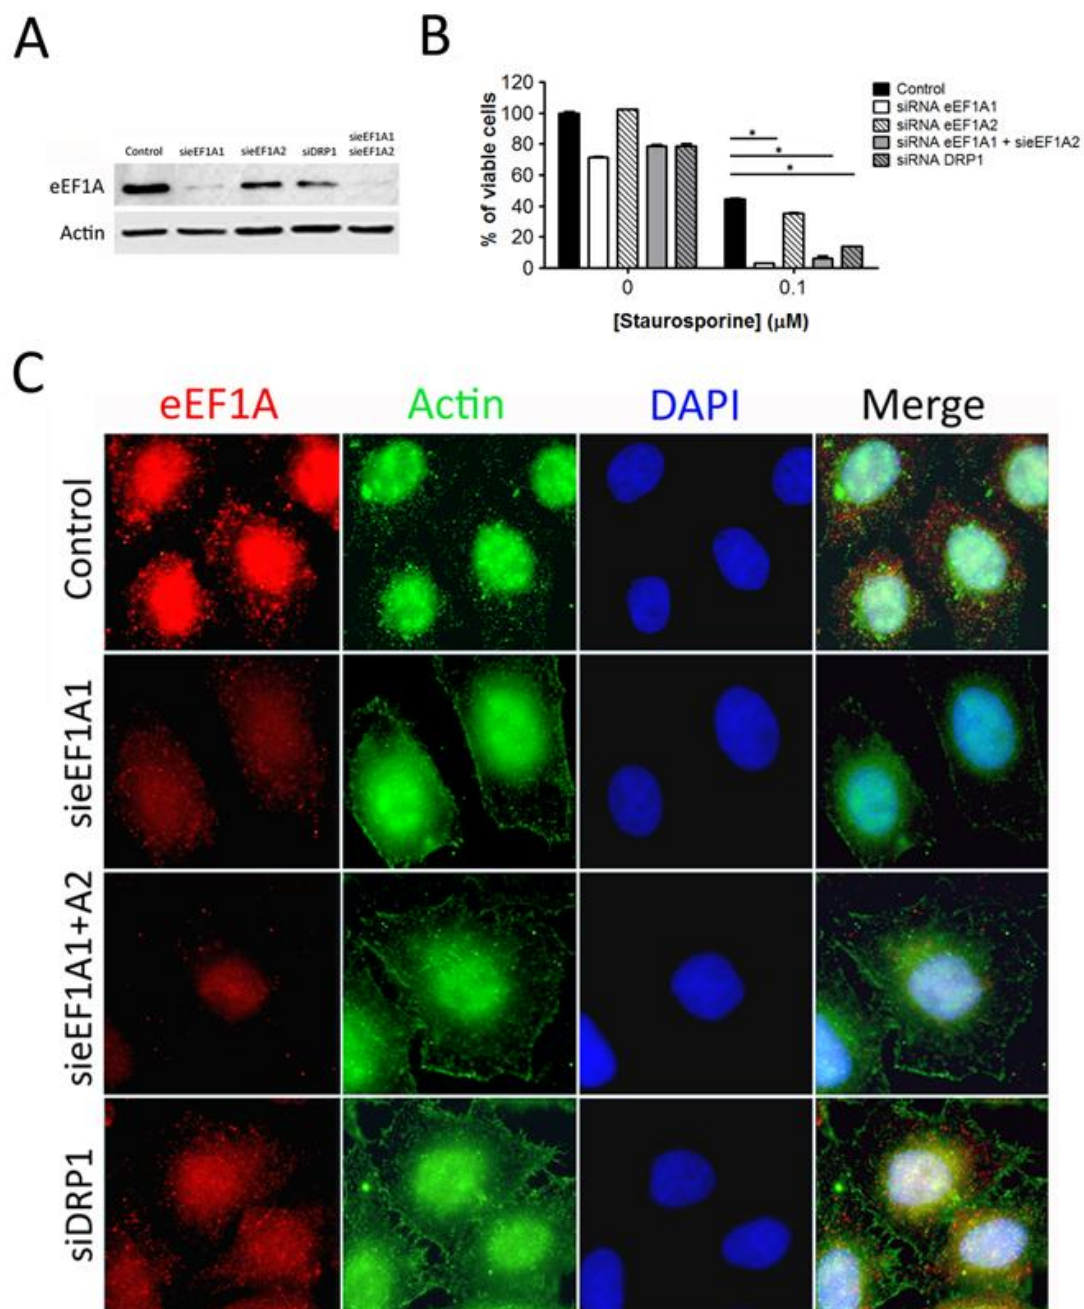 A
sieEF1A1
Control sieEF1A1 sieEF1A2 siDRP1 sieEF1A2
eEF1A
Actin
B
120
100
80
60
40
20
0
% of viable cells
* 
*
*
0 0.1
[Staurosporine] (μM)
Control
siRNA eEF1A1
siRNA eEF1A2
siRNA eEF1A1 + sieEF1A2
siRNA DRP1
C
eEF1A Actin DAPI Merge
Control
sieEF1A1
sieEF1A1+A2
siDRP1